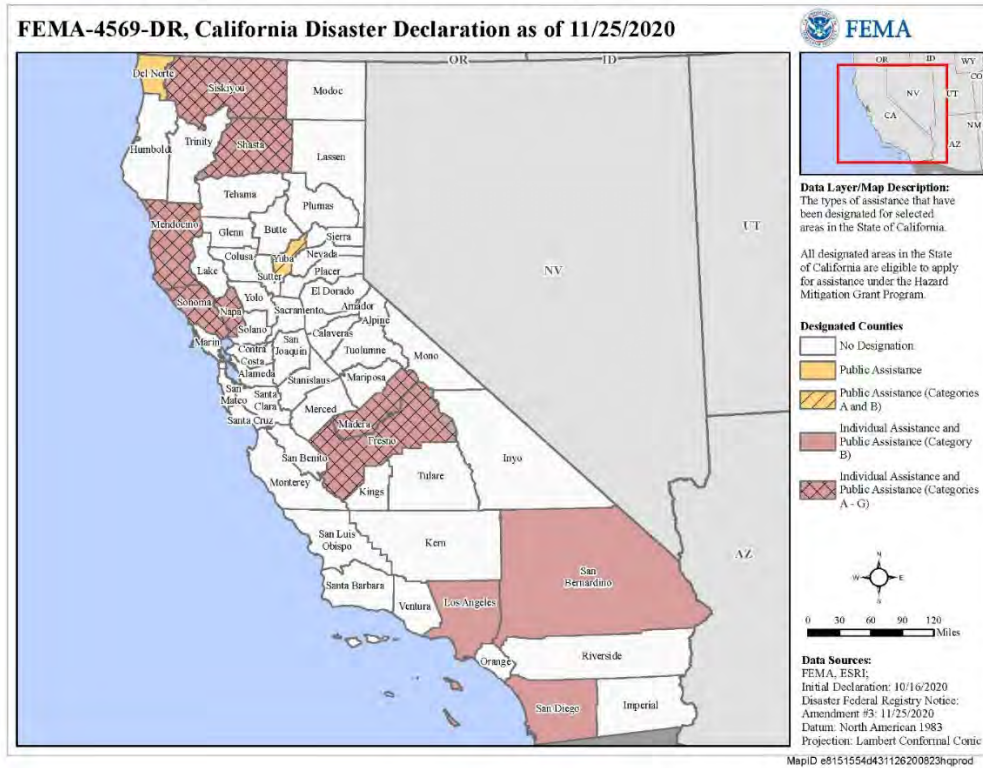 FEMA-4569-DR, California Disaster Declaration as of 11/25/2020
FEMA
OR
ID
Del Norte
Siskiyou
Modoc
Humboldt
Trinity
Shasta
Lassen
Tehama
Plumas
Mendocino
Glenn
Butte
Sierra
Colusa
Yuba
Nevada
Lake
Sutter
Placer
Sonoma
Napa
Yolo
El Dorado
Sacramento
Amador
Alpine
Solano
Marin
Contra
Costa
San
Joaquin
Calaveras
Tuolumne
Mono
Alameda
Stanislaus
Mariposa
San
Mateo
Santa
Clara
Merced
Santa Cruz
Madera
Fresno
San Benito
Monterey
Kings
Tulare
Inyo
San Luis
Obispo
Kern
Santa Barbara
Ventura
Los Angeles
San
Bernardino
Orange
Riverside
San Diego
Imperial
NV
UT
AZ
OR
ID
WY
NV
UT
CO
CA
AZ
NM
Data Layer/Map Description:
The types of assistance that have
been designated for selected
areas in the State of California.
All designated areas in the State
of California are eligible to apply
for assistance under the Hazard
Mitigation Grant Program.
Designated Counties
No Designation
Public Assistance
Public Assistance (Categories
A and B)
Individual Assistance and
Public Assistance (Category
B)
Individual Assistance and
Public Assistance (Categories
A - G)
N
W
E
S
0 30 60 90 120
Miles
Data Sources:
FEMA, ESRI;
Initial Declaration: 10/16/2020
Disaster Federal Registry Notice:
Amendment #3: 11/25/2020
Datum: North American 1983
Projection: Lambert Conformal Conic
MapID e8151554d431126200823hqprod